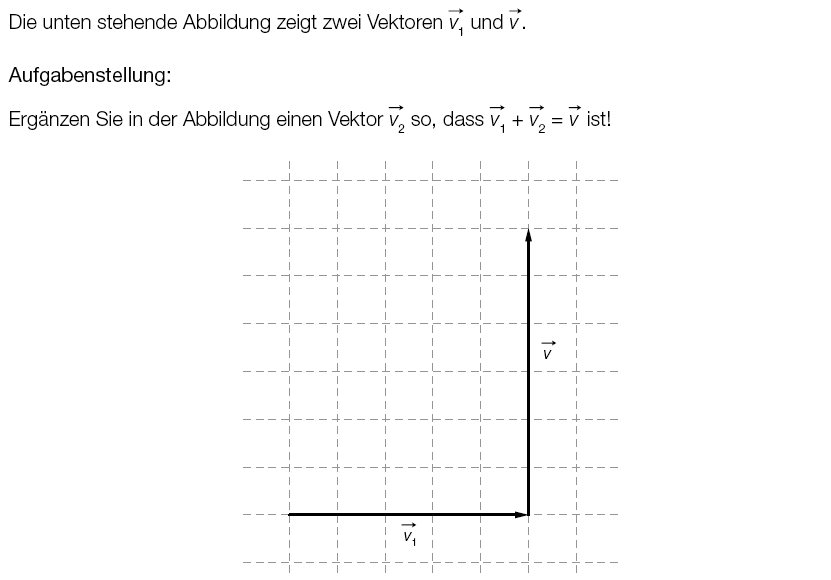 Die unten stehende Abbildung zeigt zwei Vektoren v⃗₁ und v⃗.
Aufgabenstellung:
Ergänzen Sie in der Abbildung einen Vektor v⃗₂ so, dass v⃗₁ + v⃗₂ = v⃗ ist!
v⃗
v⃗₁